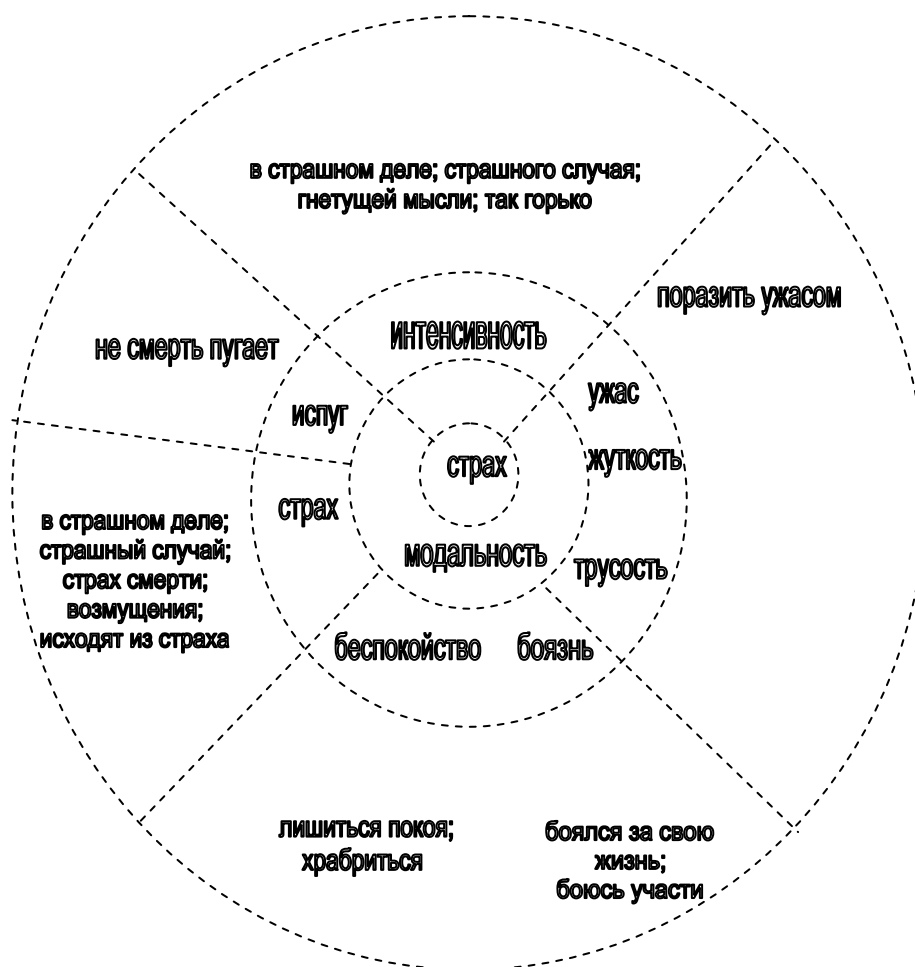 в страшном деле; страшного случая;
гнетущей мысли; так горько
поразить ужасом
не смерть пугает
интенсивность
ужас
испуг
жуткость
страх
страх
в страшном деле;
страшный случай;
страх смерти;
возмущения;
исходят из страха
модальность
трусость
беспокойство
боязнь
лишиться покоя;
храбриться
боялся за свою
жизнь;
боюсь участи